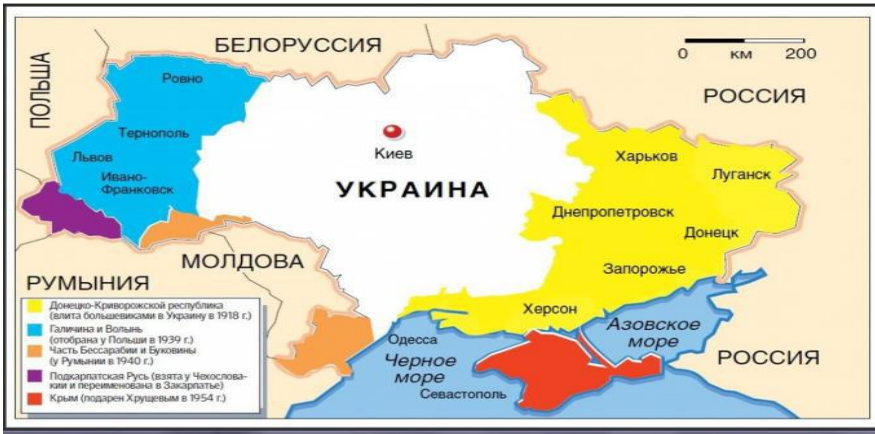 БЕЛОРУССИЯ
0 км 200
ПОЛЬША
Ровно
РОССИЯ
Тернополь
Киев
Львов
Харьков
Луганск
Ивано-
Франковск
УКРАИНА
Днепропетровск
Донецк
МОЛДОВА
Запорожье
РУМЫНИЯ
Херсон
Одесса
Азовское
море
Черное
море
РОССИЯ
Севастополь
Донецко-Криворожской республика
(влита большевиками в Украину в 1918 г.)
Галичина и Волынь
(отобрана у Польши в 1939 г.)
Часть Бессарабии и Буковины
(у Румынии в 1940 г.)
Подкарпатская Русь (взята у Чехослова-
кии и переименована в Закарпатье)
Крым (подарен Хрущевым в 1954 г.)